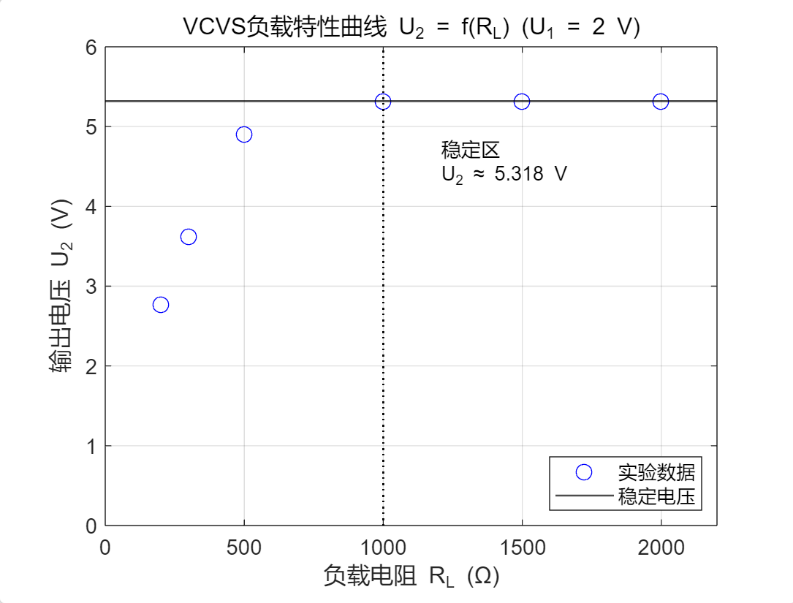 VCVS负载特性曲线 U₂ = f(R_L) (U₁ = 2 V)
6
5
4
3
2
1
0
输出电压 U₂ (V)
稳定区
U₂ ≈ 5.318 V
实验数据
稳定电压
0 500 1000 1500 2000
负载电阻 R_L (Ω)